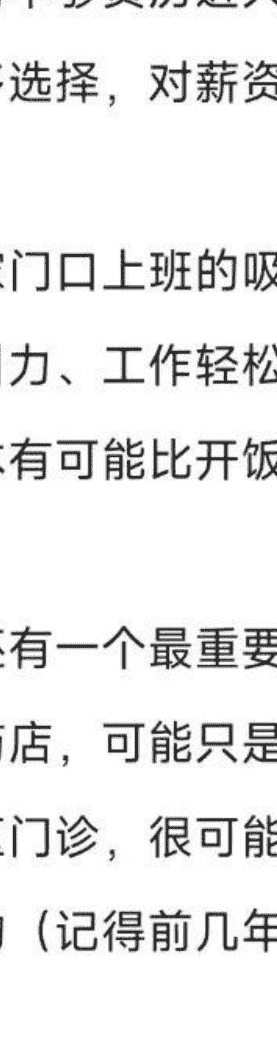 选择，对薪资
门口上班的吸
力、工作轻松
有可能比开饭
有一个最重要
店，可能只是
门诊，很可能
（记得前几年